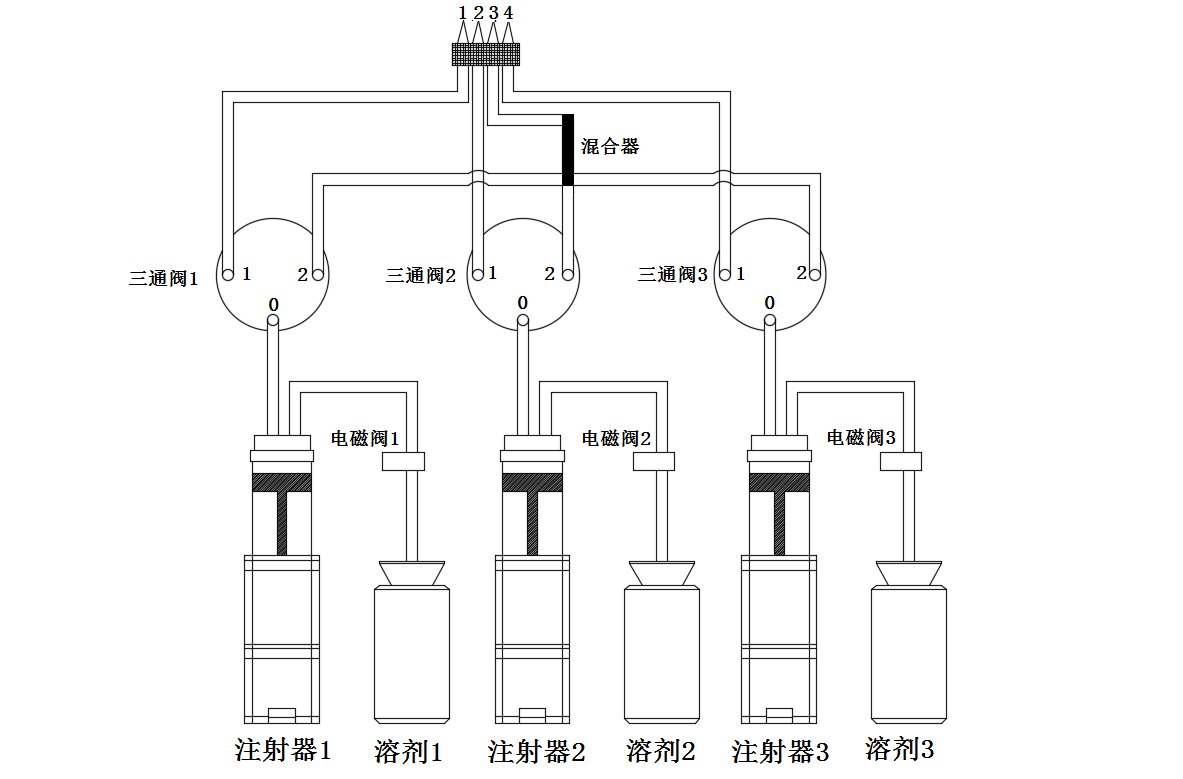 1 2 3 4
混合器
三通阀1 1 2 三通阀2 1 2 三通阀3 1 2
0 0 0
电磁阀1 电磁阀2 电磁阀3
注射器1 溶剂1 注射器2 溶剂2 注射器3 溶剂3